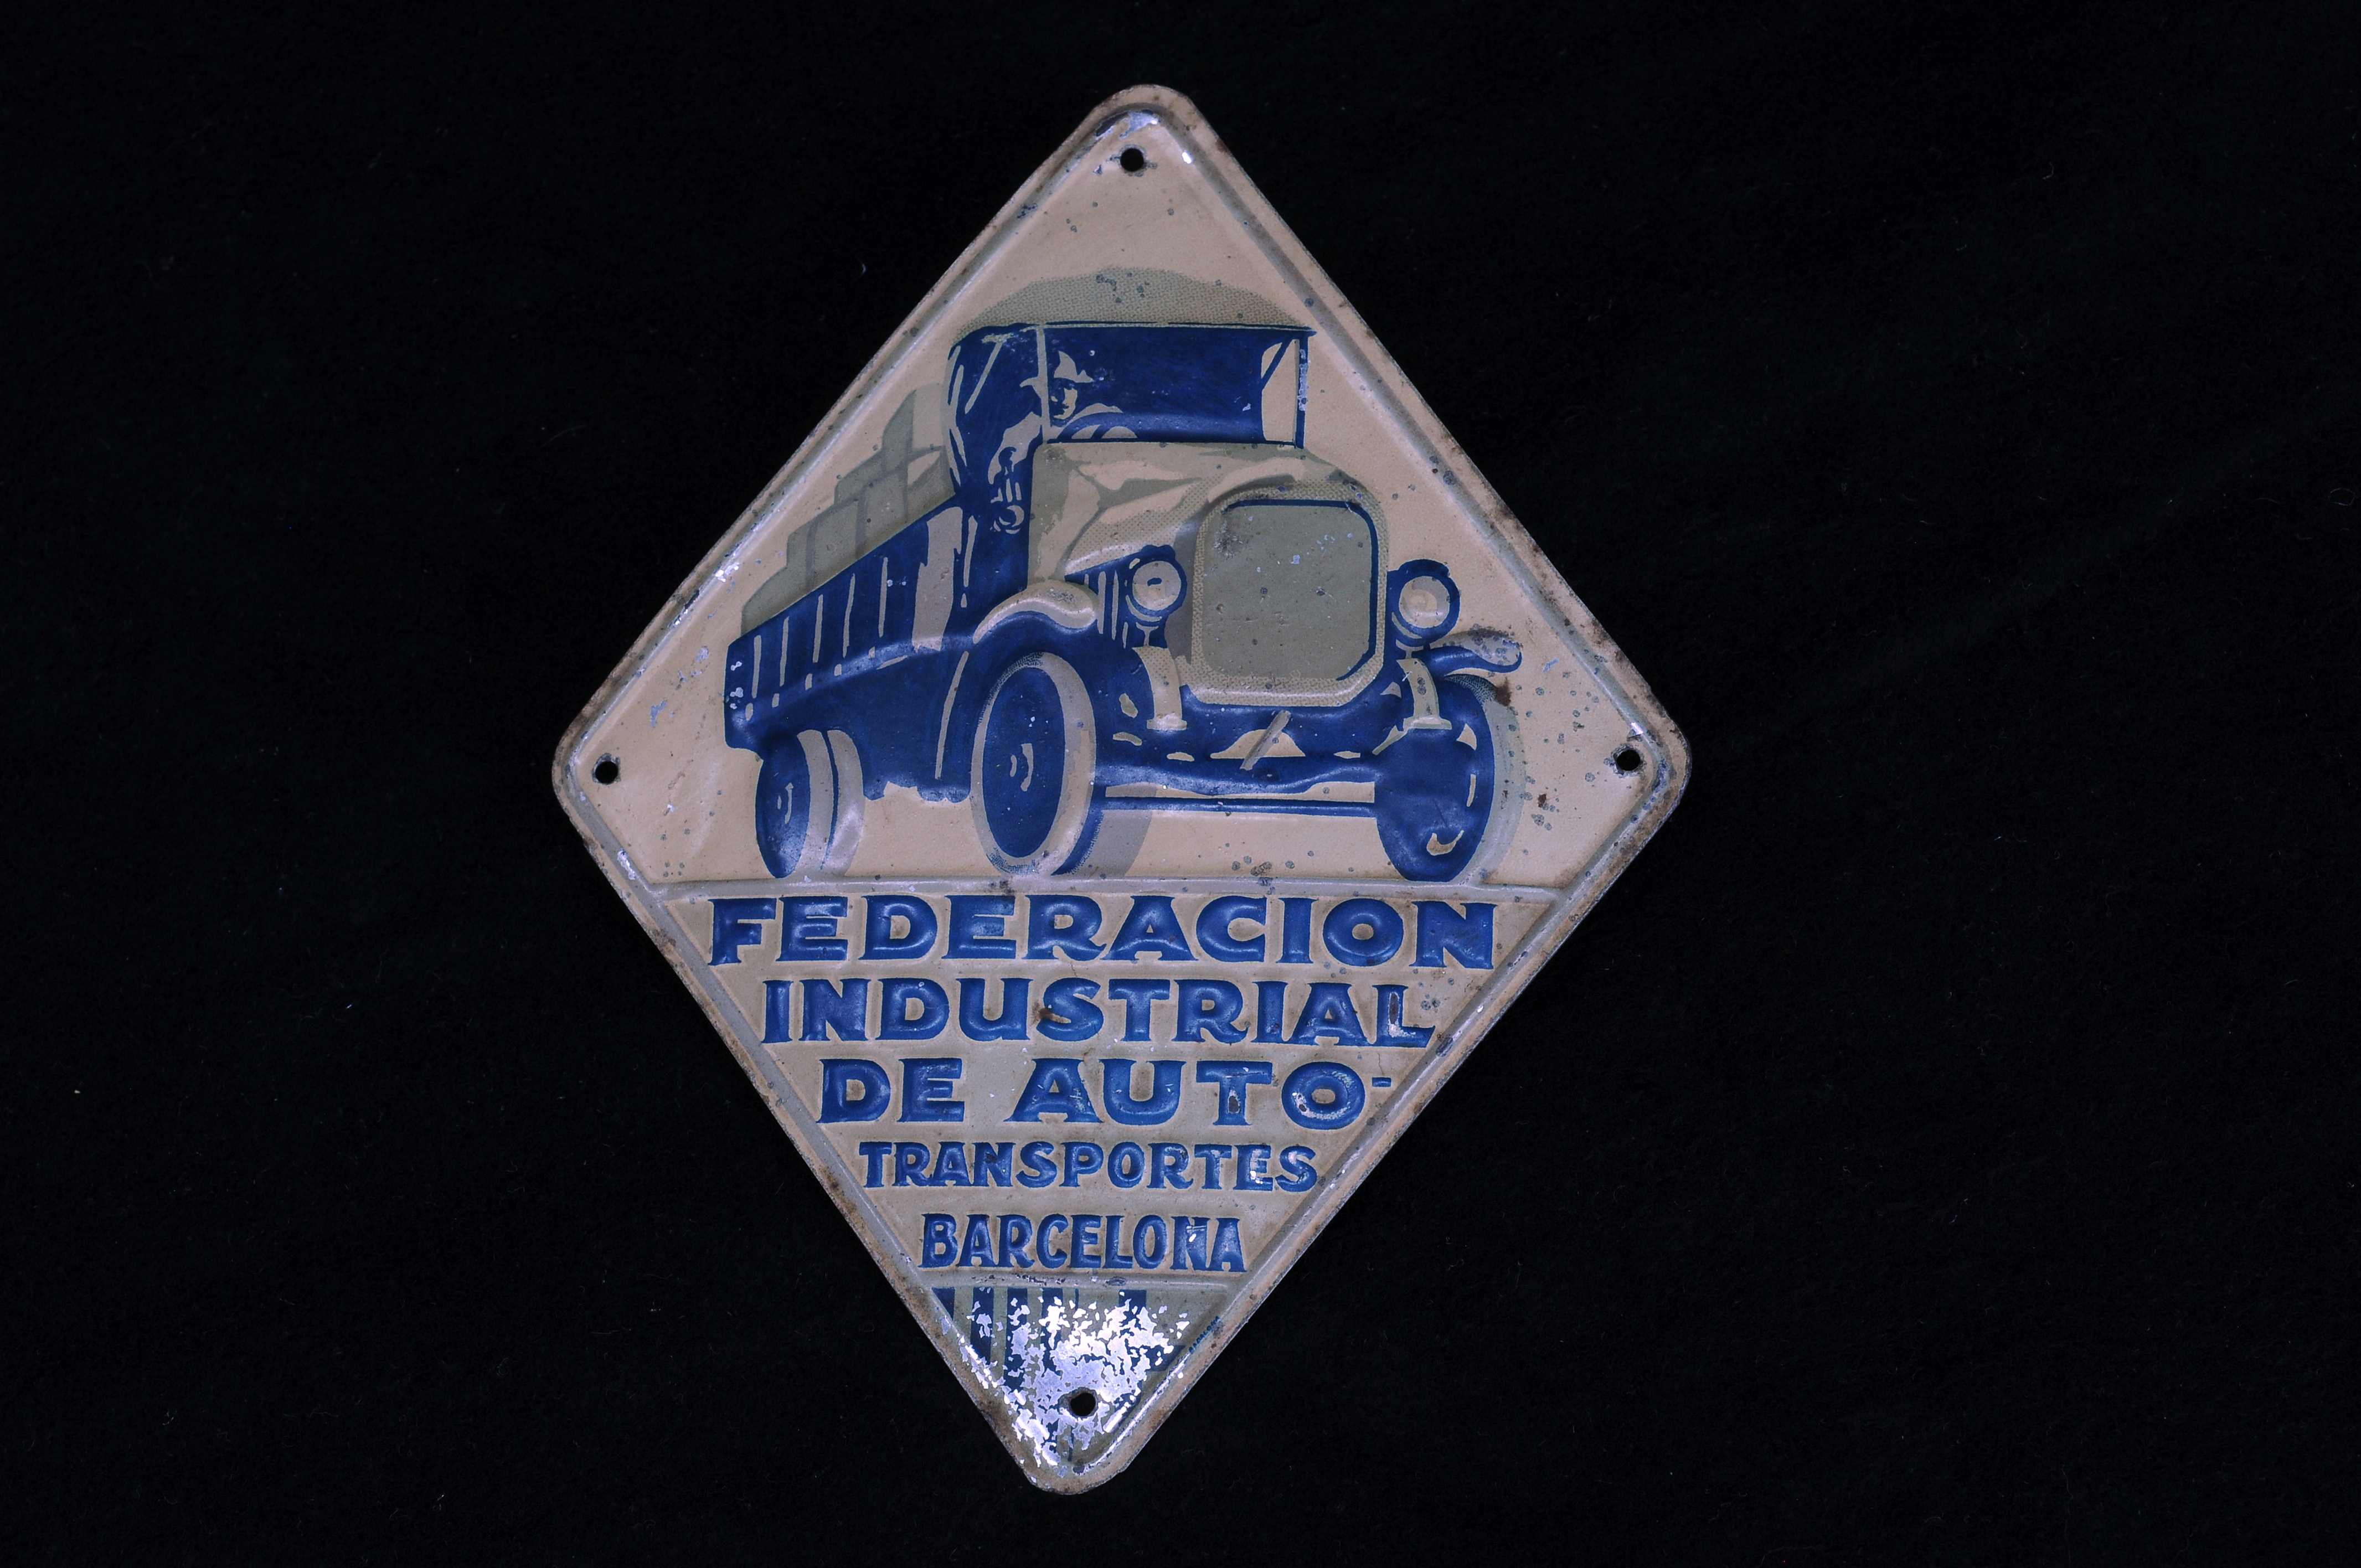 FEDERACION
INDUSTRIAL
DE AUTO-
TRANSPORTES
BARCELONA